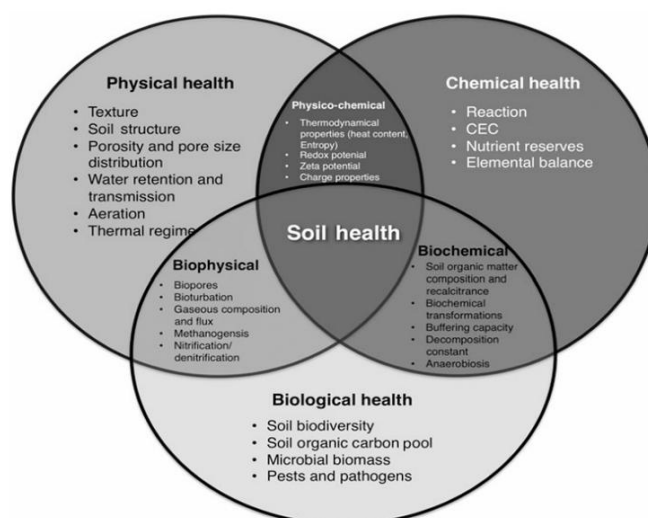 Physical health
• Texture
• Soil structure
• Porosity and pore size
distribution
• Water retention and
transmission
• Aeration
• Thermal regime
Physico-chemical
• Thermodynamical
properties (heat content,
Entropy)
• Redox potenial
• Zeta potential
• Charge properties
Chemical health
• Reaction
• CEC
• Nutrient reserves
• Elemental balance
Soil health
Biophysical
• Biopores
• Bioturbation
• Gaseous composition
and flux
• Methanogensis
• Nitrification/
denitrification
Biochemical
• Soil organic matter
composition and
recalcitrance
• Biochemical
transformations
• Buffering capacity
• Decomposition
constant
• Anaerobiosis
Biological health
• Soil biodiversity
• Soil organic carbon pool
• Microbial biomass
• Pests and pathogens